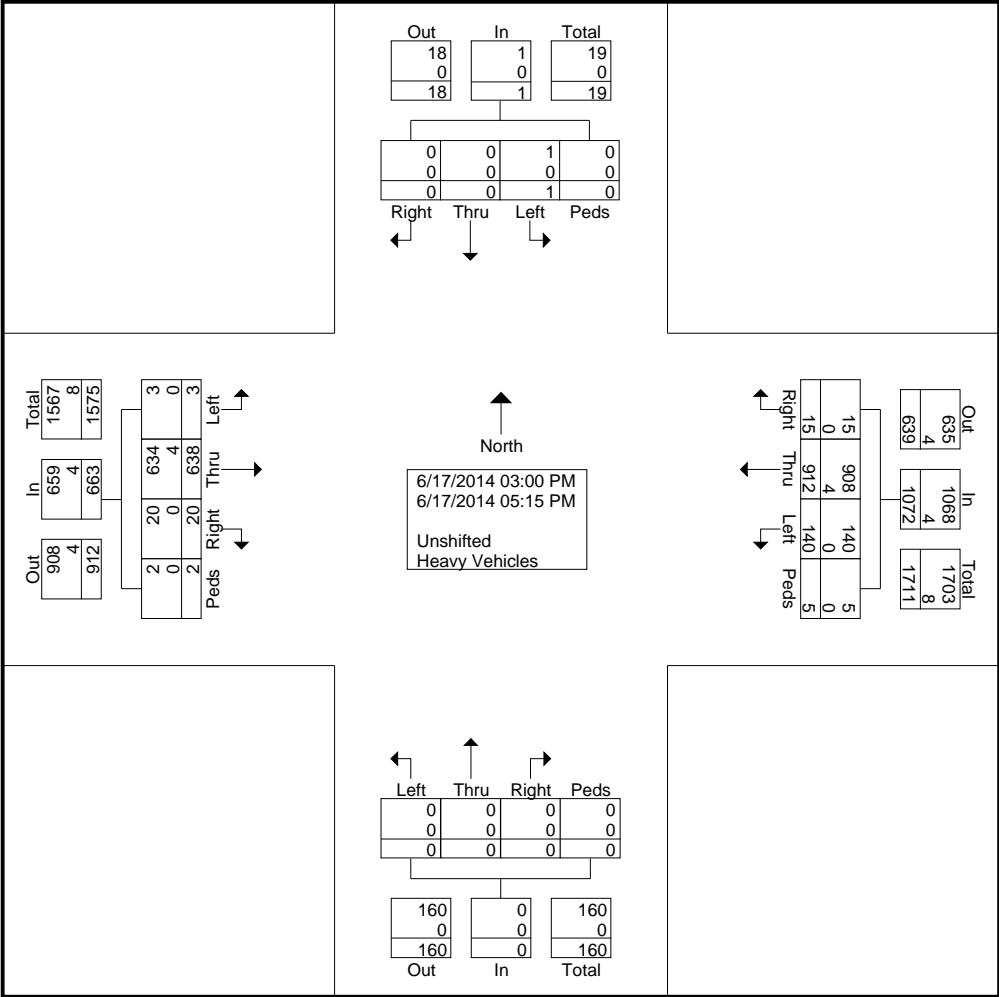 Out In Total
18 1 19
0 0 0
18 1 19
0 0 1 0
0 0 0 0
0 0 1 0
Right Thru Left Peds
Total
1567
8
1575
In
659
4
663
Out
908
4
912
3
0
3
Left
634
4
638
Thru
20
0
20
Right
2
0
2
Peds
North
6/17/2014 03:00 PM
6/17/2014 05:15 PM
Unshifted
Heavy Vehicles
Right
15
0
15
Thru
908
4
912
Left
140
0
140
Peds
5
0
5
Out
635
4
639
In
1068
4
1072
Total
1703
8
1711
Left Thru Right Peds
0 0 0 0
0 0 0 0
0 0 0 0
160 0 160
0 0 0
160 0 160
Out In Total